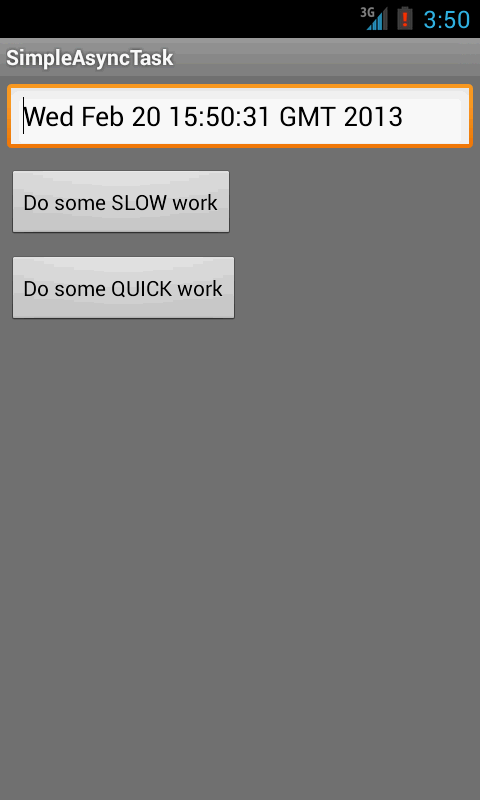 3G 3:50
SimpleAsyncTask
Wed Feb 20 15:50:31 GMT 2013
Do some SLOW work
Do some QUICK work